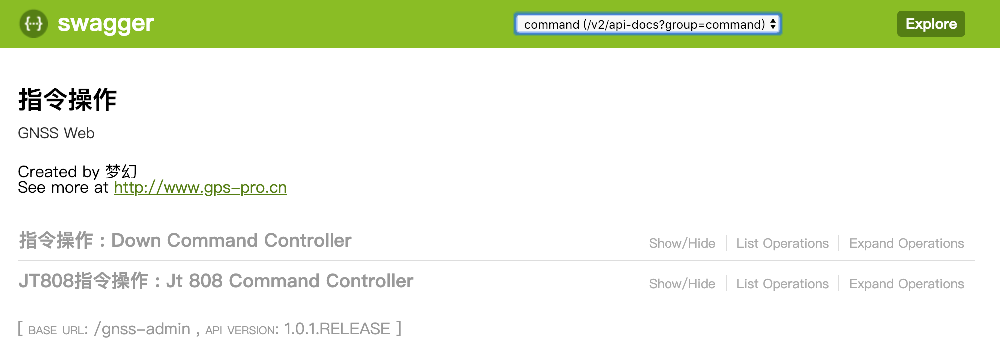 swagger
command (/v2/api-docs?group=command)
Explore
指令操作
GNSS Web
Created by 梦幻
See more at http://www.gps-pro.cn
指令操作 : Down Command Controller
Show/Hide
List Operations
Expand Operations
JT808指令操作 : Jt 808 Command Controller
Show/Hide
List Operations
Expand Operations
[ BASE URL: /gnss-admin , API VERSION: 1.0.1.RELEASE ]